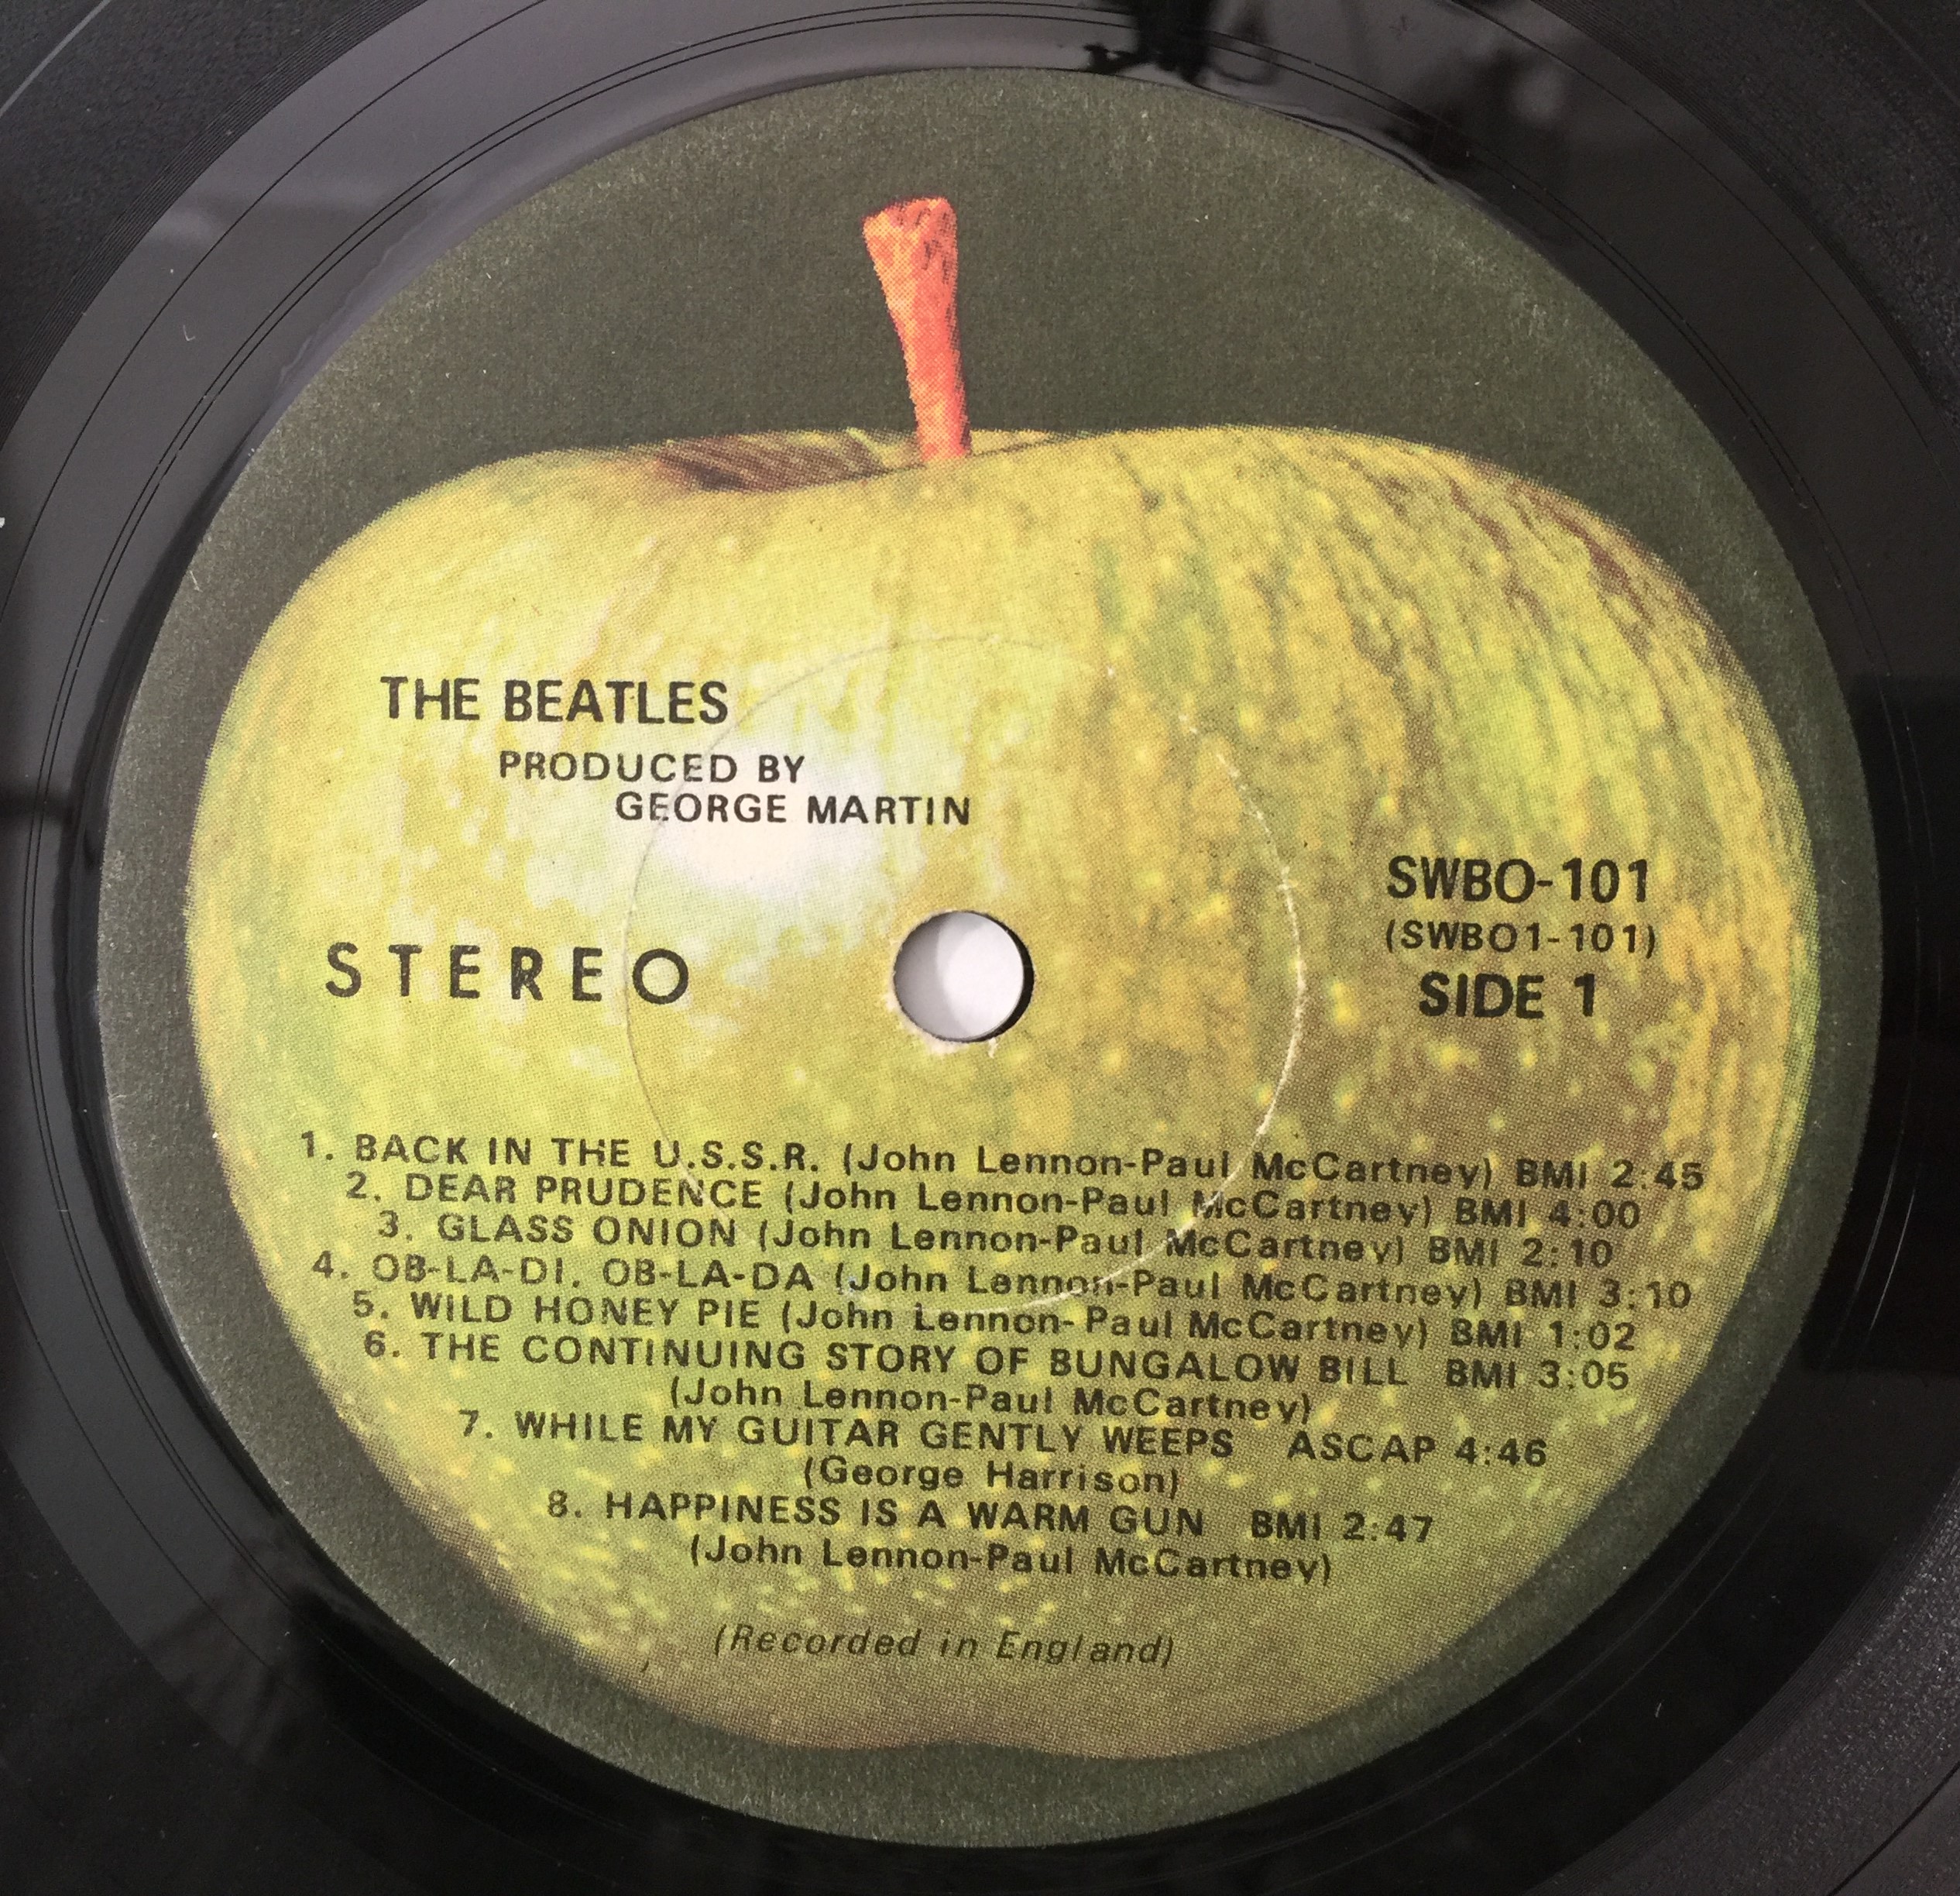 THE BEATLES
PRODUCED BY
GEORGE MARTIN
STEREO
SWBO-101
(SWBO1-101)
SIDE 1
1. BACK IN THE U.S.S.R. (John Lennon-Paul McCartney) BMI 2:45
2. DEAR PRUDENCE (John Lennon-Paul McCartney) BMI 4:00
3. GLASS ONION (John Lennon-Paul McCartney) BMI 2:10
4. OB-LA-DI, OB-LA-DA (John Lennon-Paul McCartney) BMI 3:10
5. WILD HONEY PIE (John Lennon-Paul McCartney) BMI 1:02
6. THE CONTINUING STORY OF BUNGALOW BILL BMI 3:05
(John Lennon-Paul McCartney)
7. WHILE MY GUITAR GENTLY WEEPS ASCAP 4:46
(George Harrison)
8. HAPPINESS IS A WARM GUN BMI 2:47
(John Lennon-Paul McCartney)
(Recorded in England)